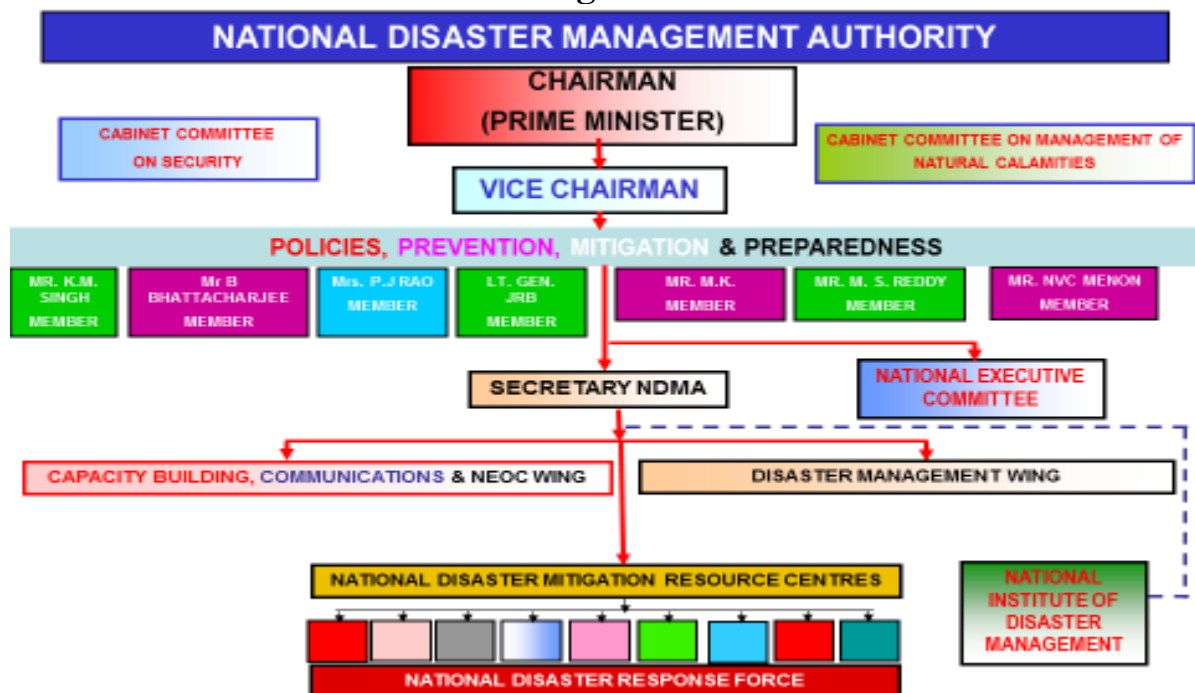 NATIONAL DISASTER MANAGEMENT AUTHORITY
CHAIRMAN
(PRIME MINISTER)
CABINET COMMITTEE
ON SECURITY
CABINET COMMITTEE ON MANAGEMENT OF
NATURAL CALAMITIES
VICE CHAIRMAN
POLICIES, PREVENTION, MITIGATION & PREPAREDNESS
MR. K.M.
SINGH
MEMBER
Mr B
BHATTACHARJEE
MEMBER
Mrs. P.J RAO
MEMBER
LT. GEN.
JRB
MEMBER
MR. M.K.
MEMBER
MR. M. S. REDDY
MEMBER
MR. NVC MENON
MEMBER
SECRETARY NDMA
NATIONAL EXECUTIVE
COMMITTEE
CAPACITY BUILDING, COMMUNICATIONS & NEOC WING
DISASTER MANAGEMENT WING
NATIONAL DISASTER MITIGATION RESOURCE CENTRES
NATIONAL
INSTITUTE OF
DISASTER
MANAGEMENT
NATIONAL DISASTER RESPONSE FORCE